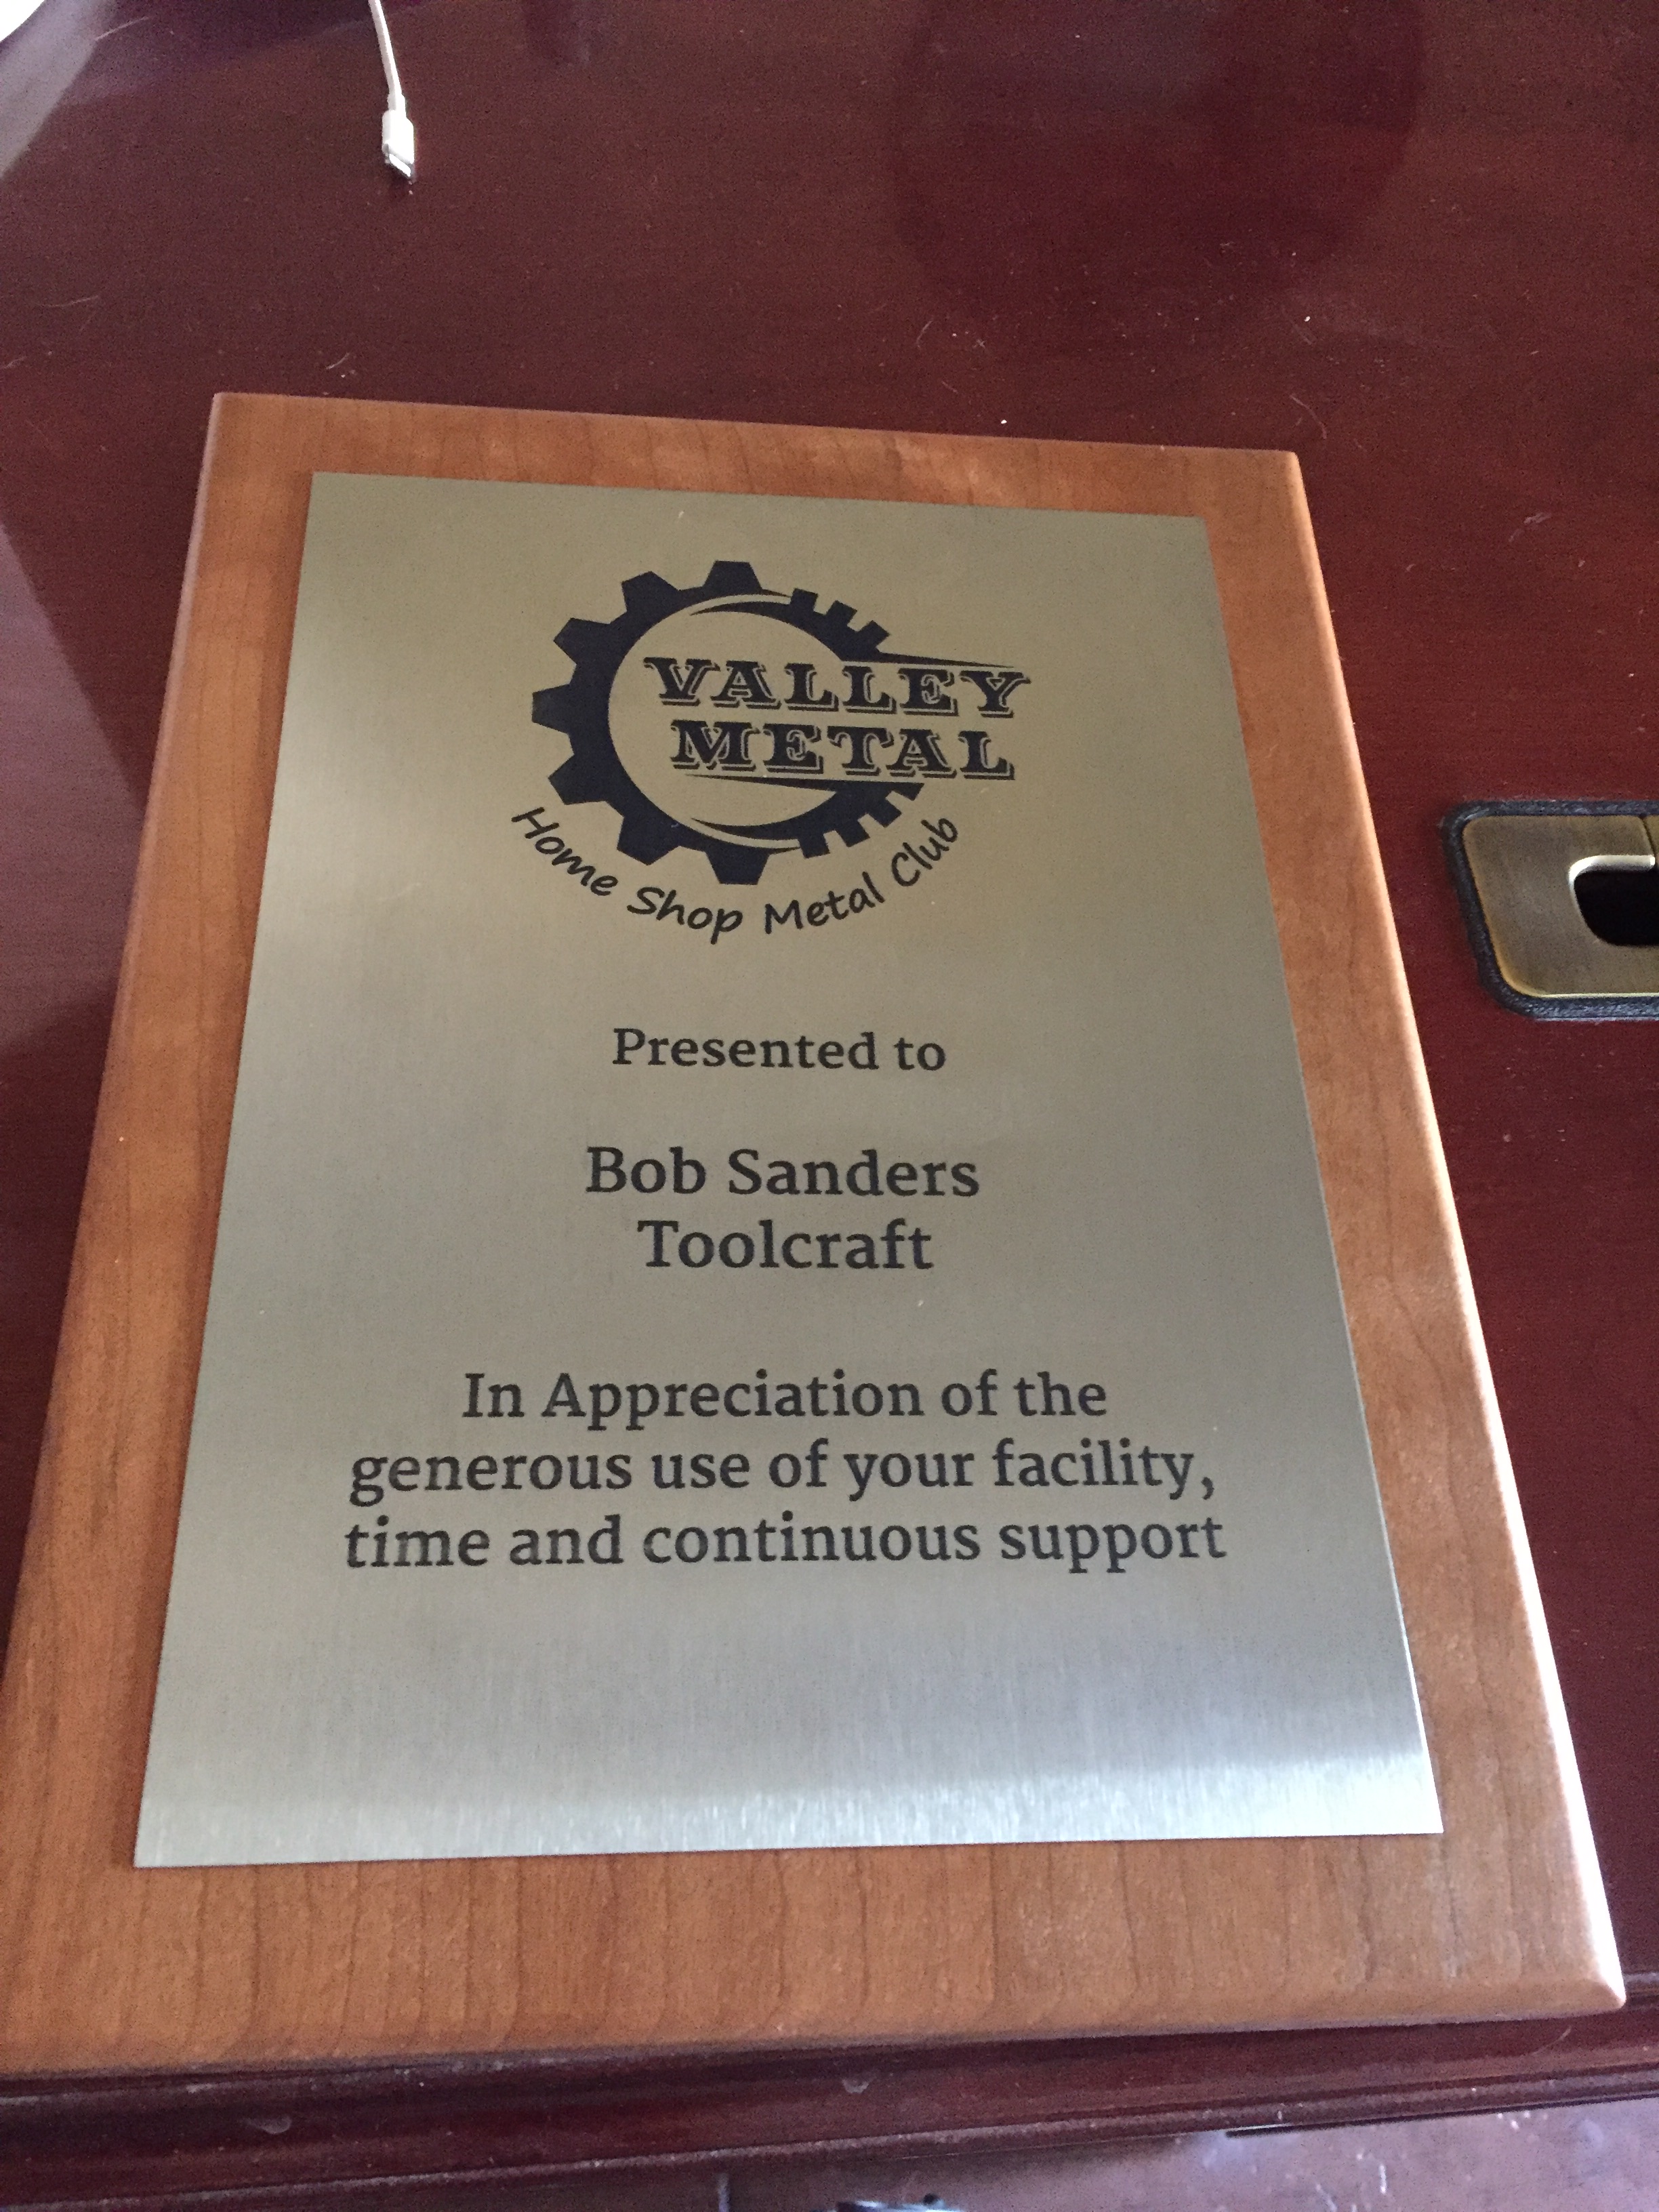 VALLEY
METAL
Home Shop Metal Club
Presented to
Bob Sanders
Toolcraft
In Appreciation of the
generous use of your facility,
time and continuous support